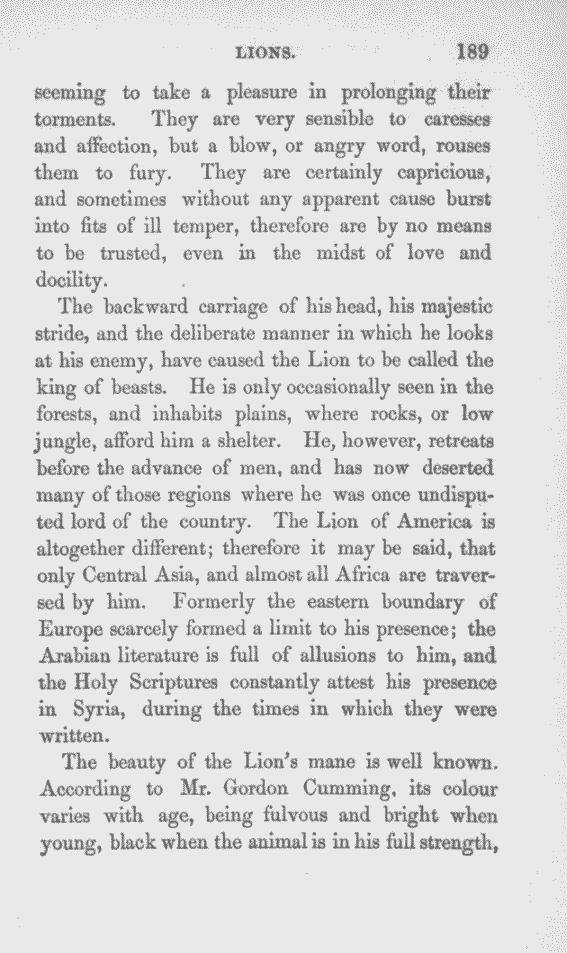 LIONS. 189
seeming to take a pleasure in prolonging their
torments. They are very sensible to caresses
and affection, but a blow, or angry word, rouses
them to fury. They are certainly capricious,
and sometimes without any apparent cause burst
into fits of ill temper, therefore are by no means
to be trusted, even in the midst of love and
docility.
The backward carriage of his head, his majestic
stride, and the deliberate manner in which he looks
at his enemy, have caused the Lion to be called the
king of beasts. He is only occasionally seen in the
forests, and inhabits plains, where rocks, or low
jungle, afford him a shelter. He, however, retreats
before the advance of men, and has now deserted
many of those regions where he was once undispu-
ted lord of the country. The Lion of America is
altogether different; therefore it may be said, that
only Central Asia, and almost all Africa are traver-
sed by him. Formerly the eastern boundary of
Europe scarcely formed a limit to his presence; the
Arabian literature is full of allusions to him, and
the Holy Scriptures constantly attest his presence
in Syria, during the times in which they were
written.
The beauty of the Lion's mane is well known.
According to Mr. Gordon Cumming, its colour
varies with age, being fulvous and bright when
young, black when the animal is in his full strength,